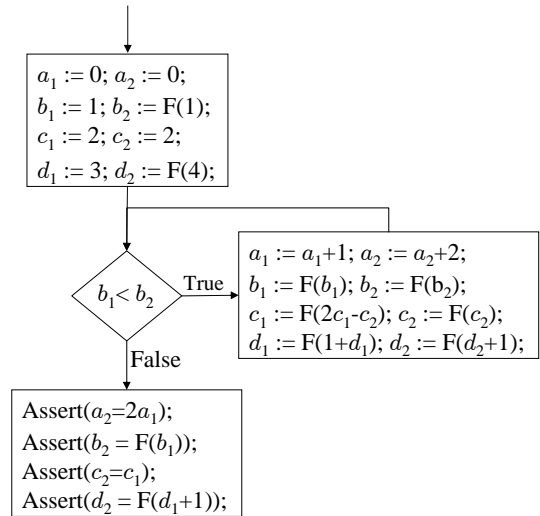 a₁ := 0; a₂ := 0;
b₁ := 1; b₂ := F(1);
c₁ := 2; c₂ := 2;
d₁ := 3; d₂ := F(4);
b₁< b₂
True
a₁ := a₁+1; a₂ := a₂+2;
b₁ := F(b₁); b₂ := F(b₂);
c₁ := F(2c₁-c₂); c₂ := F(c₂);
d₁ := F(1+d₁); d₂ := F(d₂+1);
False
Assert(a₂=2a₁);
Assert(b₂ = F(b₁));
Assert(c₂=c₁);
Assert(d₂ = F(d₁+1));